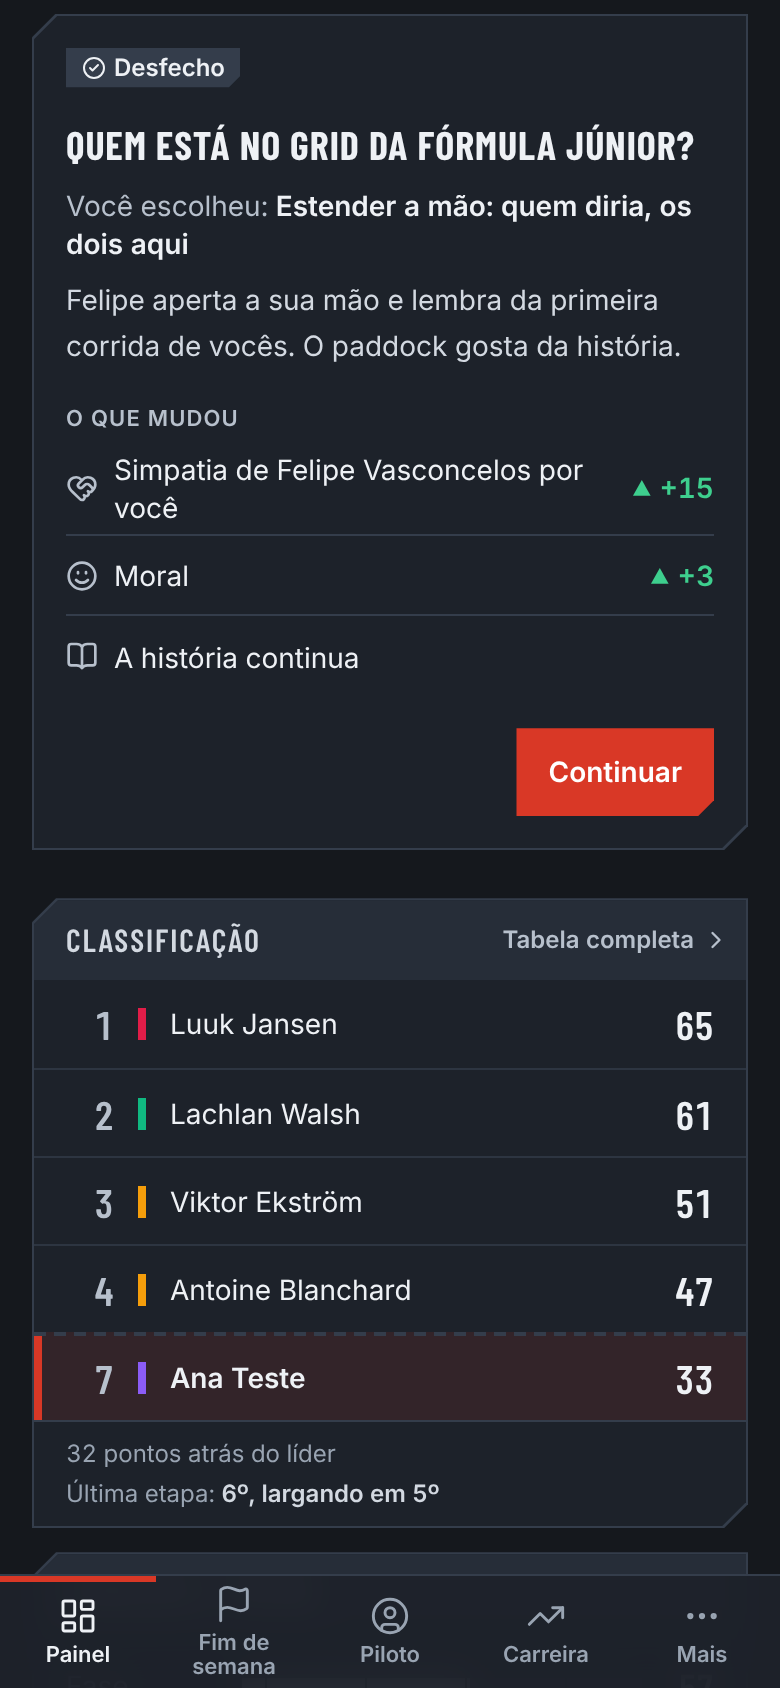 Desfecho
QUEM ESTÁ NO GRID DA FÓRMULA JÚNIOR?
Você escolheu: Estender a mão: quem diria, os
dois aqui
Felipe aperta a sua mão e lembra da primeira
corrida de vocês. O paddock gosta da história.
O QUE MUDOU
Simpatia de Felipe Vasconcelos por
você
▲ +15
Moral ▲ +3
A história continua
Continuar
CLASSIFICAÇÃO Tabela completa >
1 Luuk Jansen 65
2 Lachlan Walsh 61
3 Viktor Ekström 51
4 Antoine Blanchard 47
7 Ana Teste 33
32 pontos atrás do líder
Última etapa: 6º, largando em 5º
Painel
Fim de
semana
Piloto
Carreira
Mais